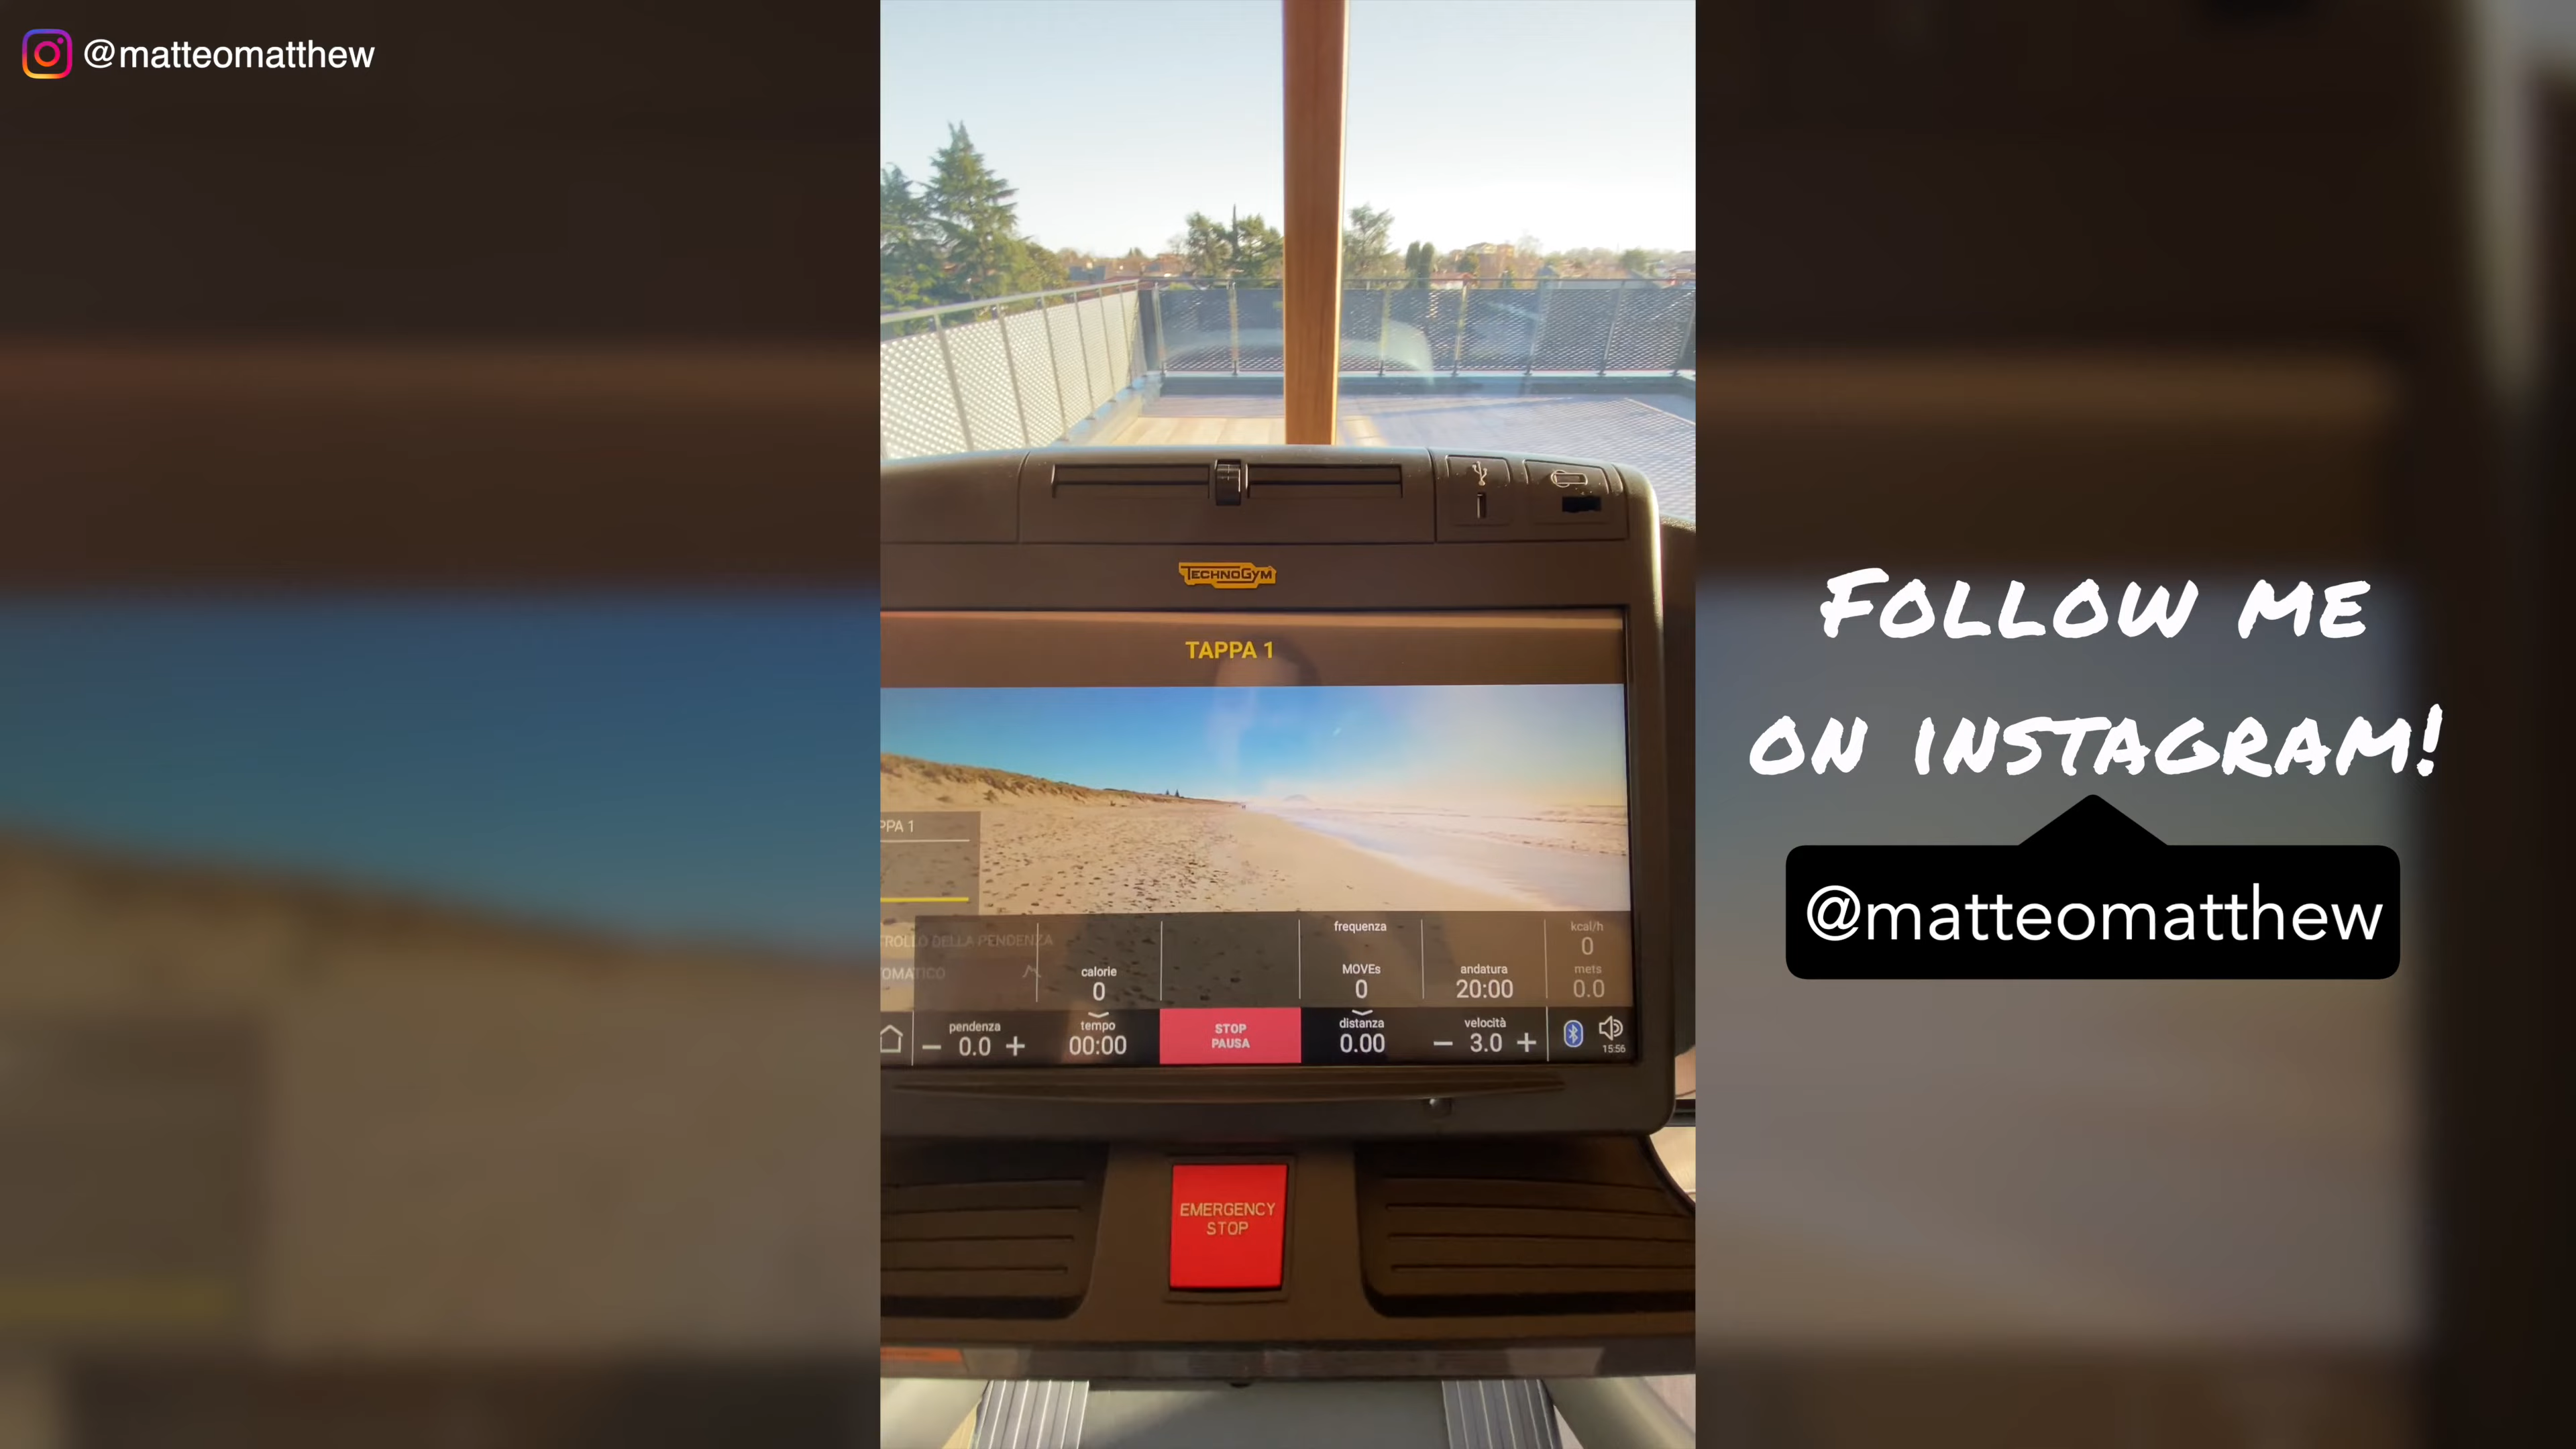 @matteomatthew
TECHNOGYM
TAPPA 1
PPA 1
TROLLO DELLA PENDENZA
OMATICO
calorie
0
frequenza
MOVEs
0
andatura
20:00
kcal/h
0
mets
0.0
pendenza
− 0.0 +
tempo
00:00
STOP
PAUSA
distanza
0.00
velocità
− 3.0 +
15:56
EMERGENCY
STOP
FOLLOW ME
ON INSTAGRAM!
@matteomatthew